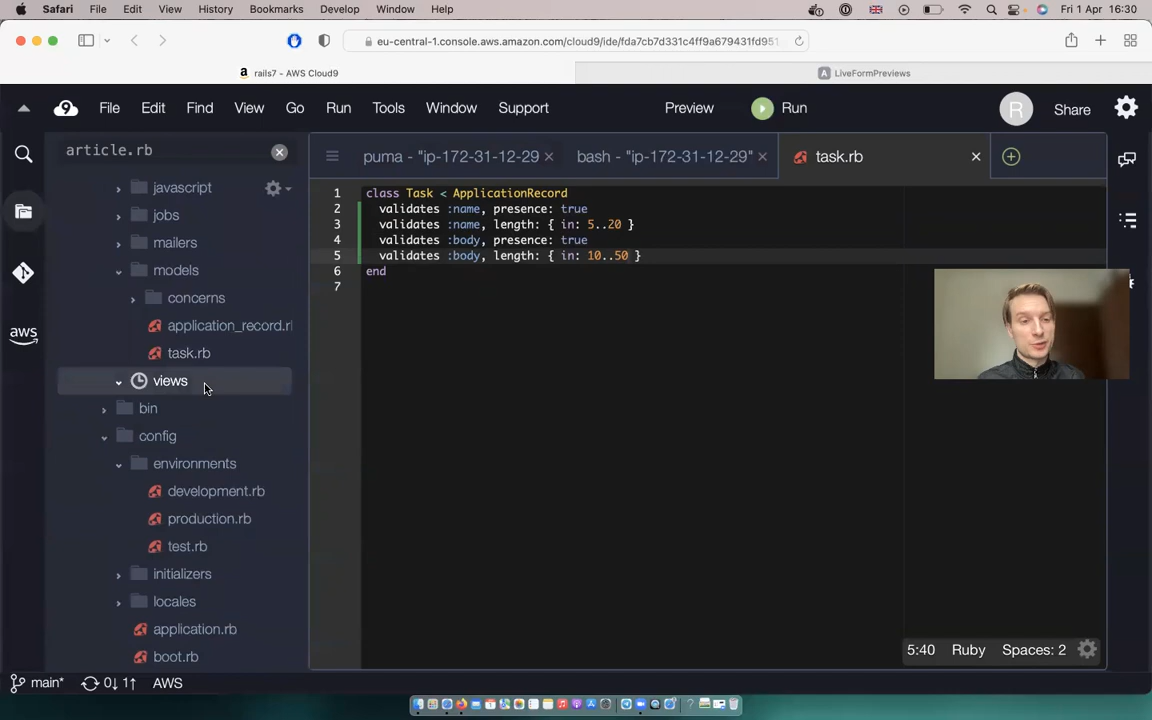 Safari File Edit View History Bookmarks Develop Window Help Fri 1 Apr 16:30
eu-central-1.console.aws.amazon.com/cloud9/ide/fda7cb7d331c4ff9a679431fd951
a rails7 - AWS Cloud9
A LiveFormPreviews
9 File Edit Find View Go Run Tools Window Support Preview Run R Share
article.rb
puma - "ip-172-31-12-29
bash - "ip-172-31-12-29"
task.rb
javascript
jobs
mailers
models
concerns
application_record.r
task.rb
views
bin
config
environments
development.rb
production.rb
test.rb
initializers
locales
application.rb
boot.rb
aws
1 class Task < ApplicationRecord
2 validates :name, presence: true
3 validates :name, length: { in: 5..20 }
4 validates :body, presence: true
5 validates :body, length: { in: 10..50 }
6 end
7
5:40 Ruby Spaces: 2
main* 0↓ 1↑ AWS